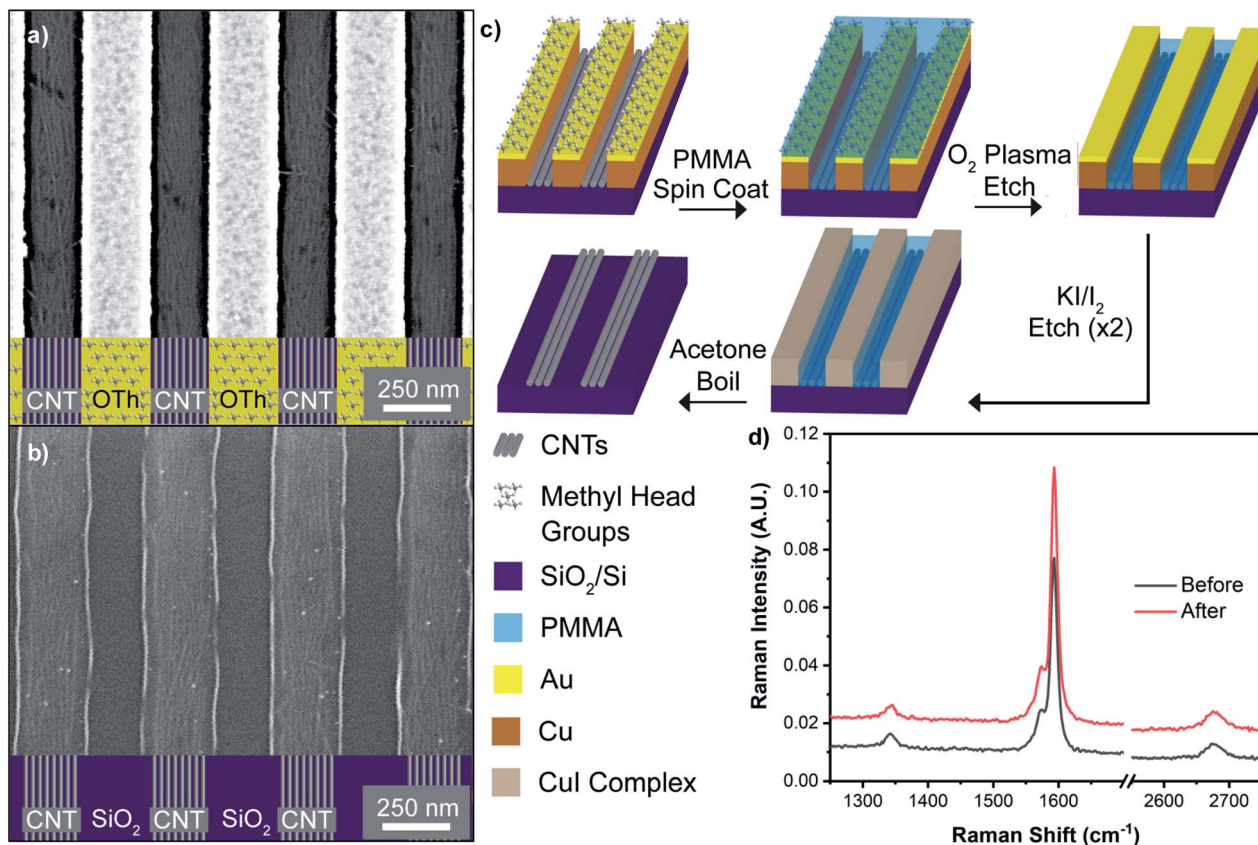 a)
CNT OTh CNT OTh CNT
250 nm
b)
CNT SiO₂ CNT SiO₂ CNT
250 nm
c)
PMMA
Spin Coat
O₂ Plasma
Etch
KI/I₂
Etch (x2)
Acetone
Boil
CNTs
Methyl Head
Groups
SiO₂/Si
PMMA
Au
Cu
CuI Complex
d)
Raman Intensity (A.U.)
0.12
0.10
0.08
0.06
0.04
0.02
0.00
Before
After
1300 1400 1500 1600 2600 2700
Raman Shift (cm⁻¹)